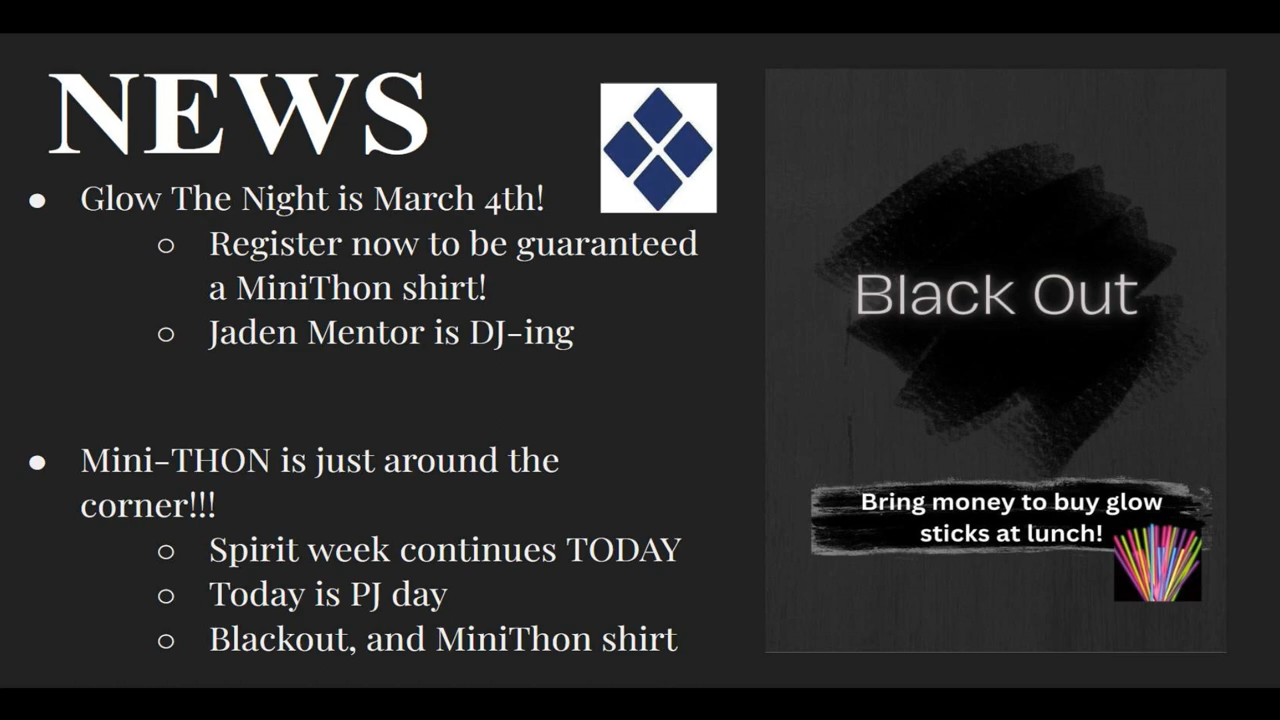 NEWS
● Glow The Night is March 4th!
○ Register now to be guaranteed
a MiniThon shirt!
○ Jaden Mentor is DJ-ing
● Mini-THON is just around the
corner!!!
○ Spirit week continues TODAY
○ Today is PJ day
○ Blackout, and MiniThon shirt
Black Out
Bring money to buy glow
sticks at lunch!